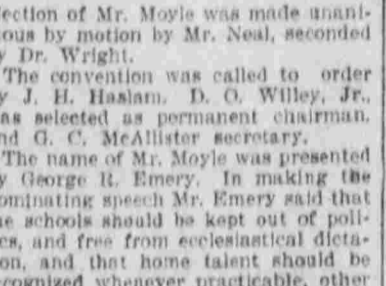 ection of Mr. Moyle was made unani-
ous by motion by Mr. Neal, seconded
y Dr. Wright.
The convention was called to order
y J. H. Haslam. D. O. Willey, Jr.,
as selected as permanent chairman,
nd G. C. McAllister secretary.
The name of Mr. Moyle was presented
y George R. Emery. In making the
ominating speech Mr. Emery said that
he schools should be kept out of poli-
cs, and free from ecclesiastical dicta-
on, and that home talent should be
cognized whenever practicable, other